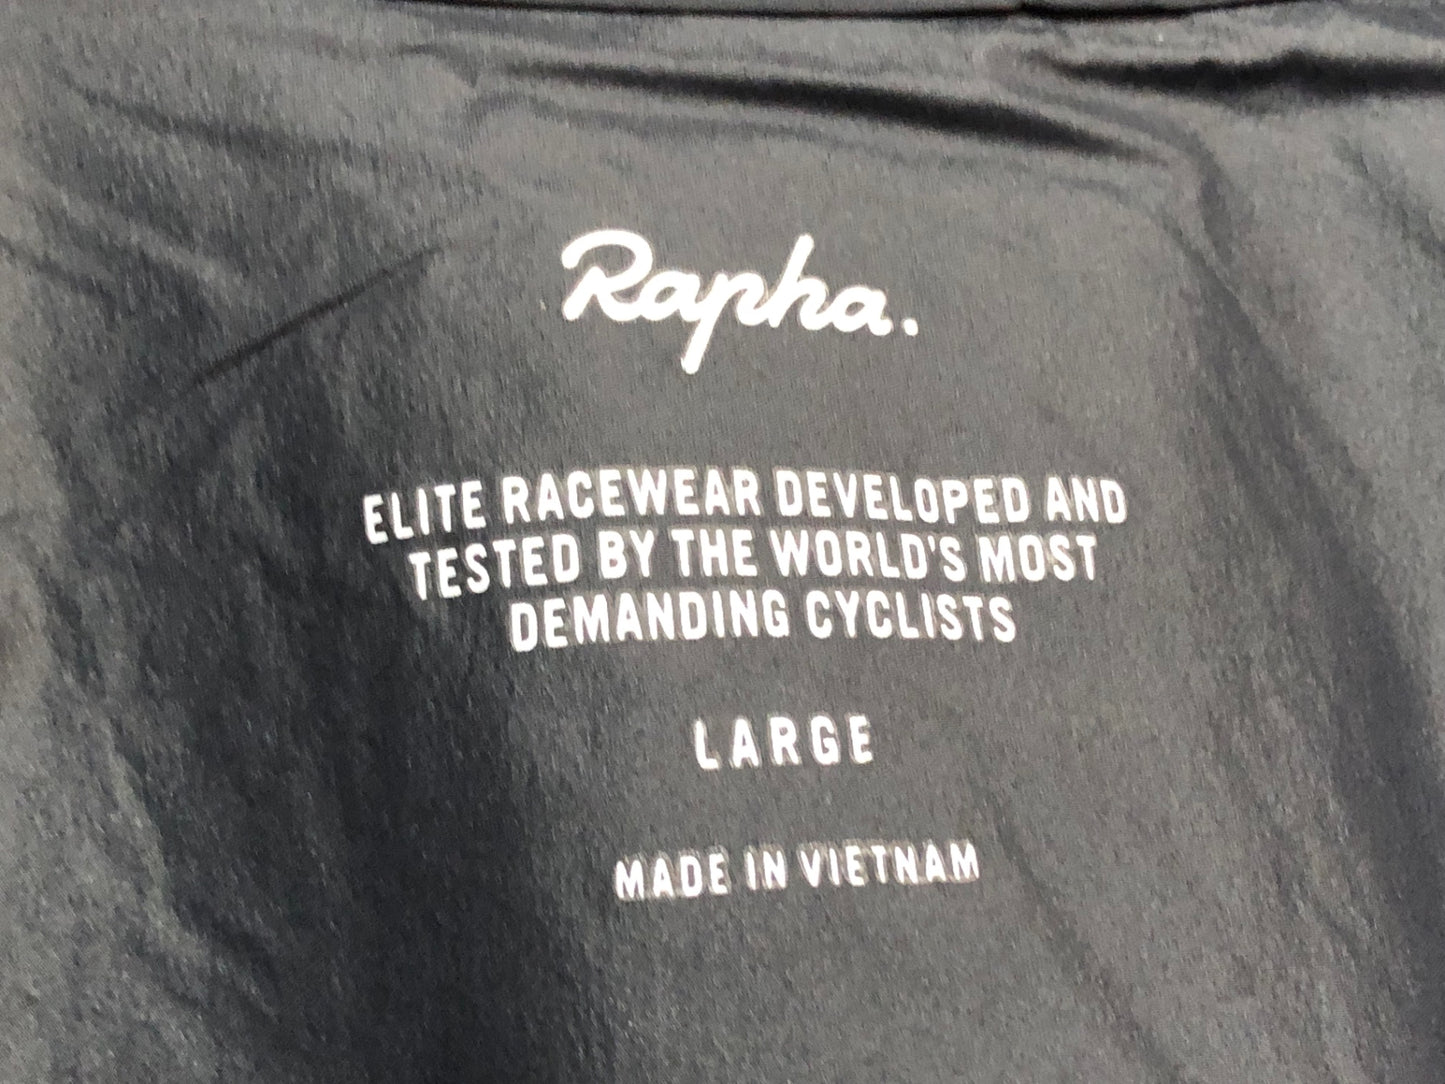 Rapha.
ELITE RACEWEAR DEVELOPED AND
TESTED BY THE WORLD'S MOST
DEMANDING CYCLISTS
LARGE
MADE IN VIETNAM